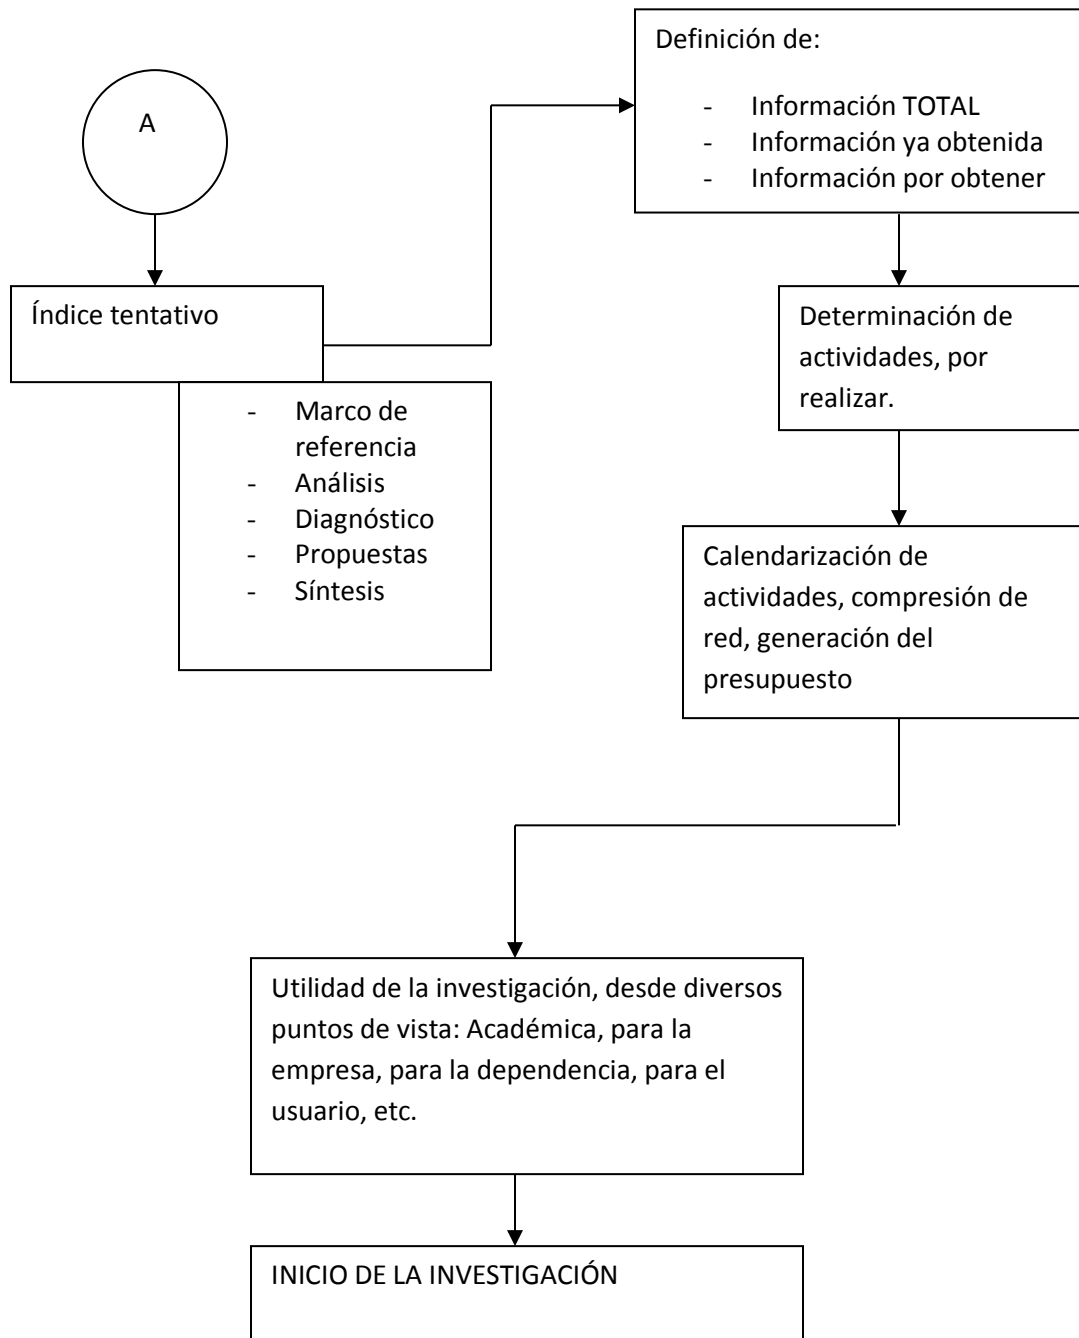 A
Índice tentativo
- Marco de
referencia
- Análisis
- Diagnóstico
- Propuestas
- Síntesis
Definición de:
- Información TOTAL
- Información ya obtenida
- Información por obtener
Determinación de
actividades, por
realizar.
Calendarización de
actividades, compresión de
red, generación del
presupuesto
Utilidad de la investigación, desde diversos
puntos de vista: Académica, para la
empresa, para la dependencia, para el
usuario, etc.
INICIO DE LA INVESTIGACIÓN